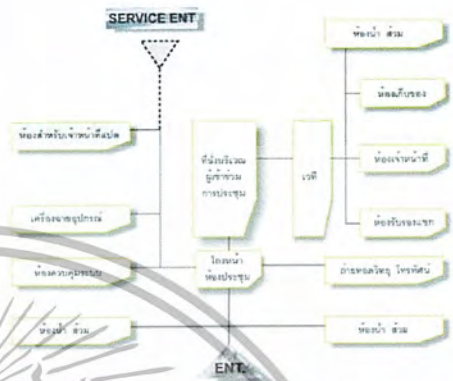 SERVICE ENT
ห้องน้ำ ส้วม
ห้องเก็บของ
ห้องสำหรับเจ้าหน้าที่แปล
ที่นั่งบริเวณ
ผู้เข้าร่วม
การประชุม
เวที
ห้องเจ้าหน้าที่
เครื่องฉายอุปกรณ์
ห้องรับรองแขก
ห้องควบคุมระบบ
โถงหน้า
ห้องประชุม
ถ่ายทอดวิทยุ โทรทัศน์
ห้องน้ำ ส้วม
ห้องน้ำ ส้วม
ENT.